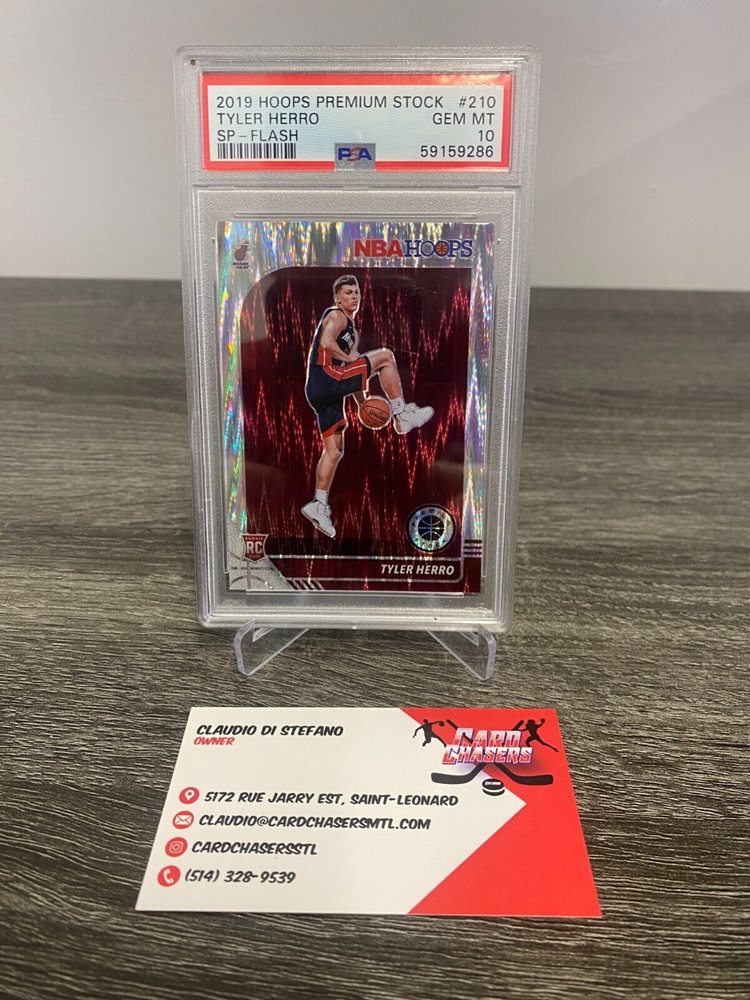 2019 HOOPS PREMIUM STOCK #210
TYLER HERRO GEM MT
SP - FLASH 10
PSA 59159286
NBA HOOPS
RC
TYLER HERRO
CLAUDIO DI STEFANO
OWNER
CARD
CHASERS
5172 RUE JARRY EST, SAINT-LEONARD
CLAUDIO@CARDCHASERSMTL.COM
CARDCHASERSSTL
(514) 328-9539